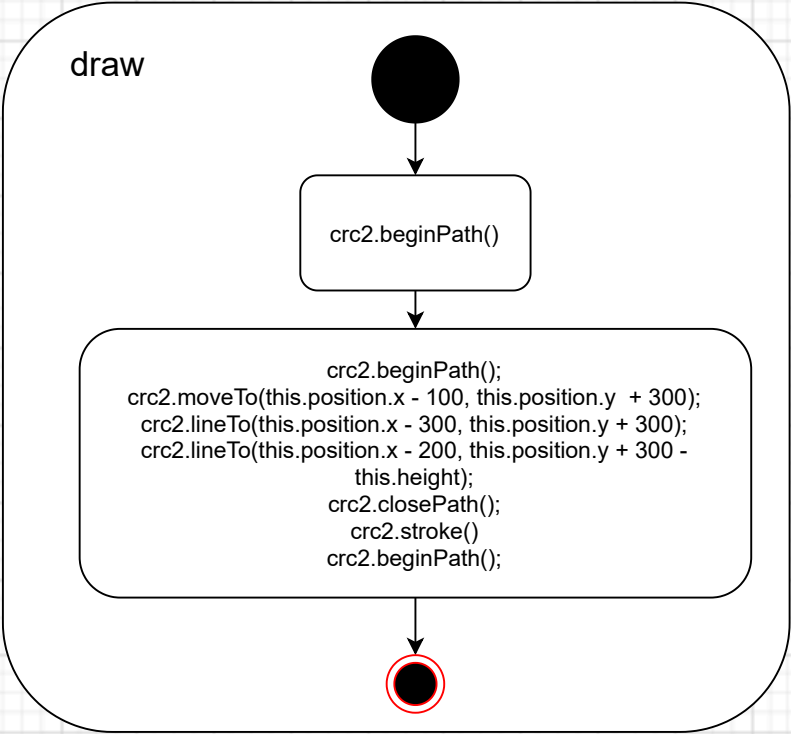 draw
crc2.beginPath()
crc2.beginPath();
crc2.moveTo(this.position.x - 100, this.position.y  + 300);
crc2.lineTo(this.position.x - 300, this.position.y + 300);
crc2.lineTo(this.position.x - 200, this.position.y + 300 -
this.height);
crc2.closePath();
crc2.stroke()
crc2.beginPath();